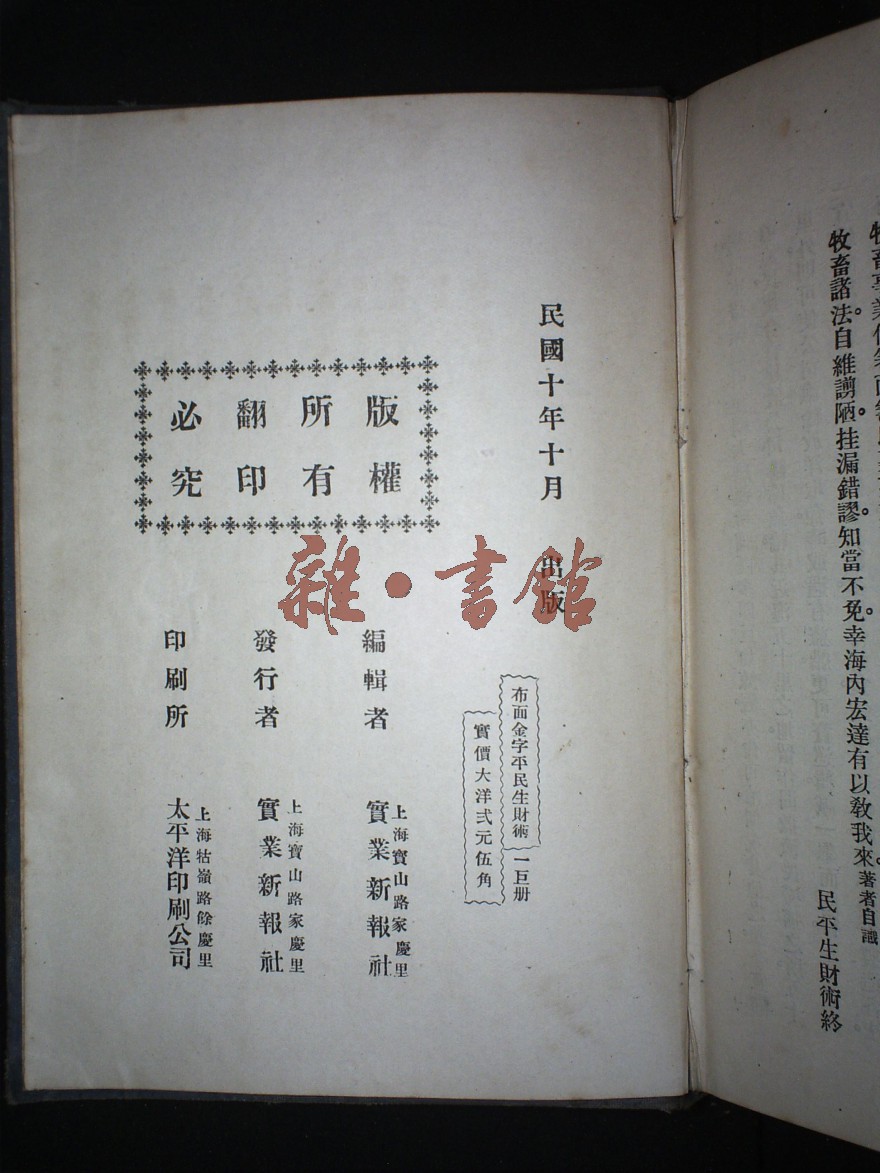 牧畜諸法。自維謭陋。挂漏錯謬。知當不免。幸海內宏達有以敎我來。著者自識
民平生財術終
民國十年十月 出版
布面金字平民生財術 一巨册
實價大洋弍元伍角
版權
所有
翻印
必究
編輯者 上海寶山路家慶里
實業新報社
發行者 上海寶山路家慶里
實業新報社
印刷所 上海牯嶺路餘慶里
太平洋印刷公司
雜·書館